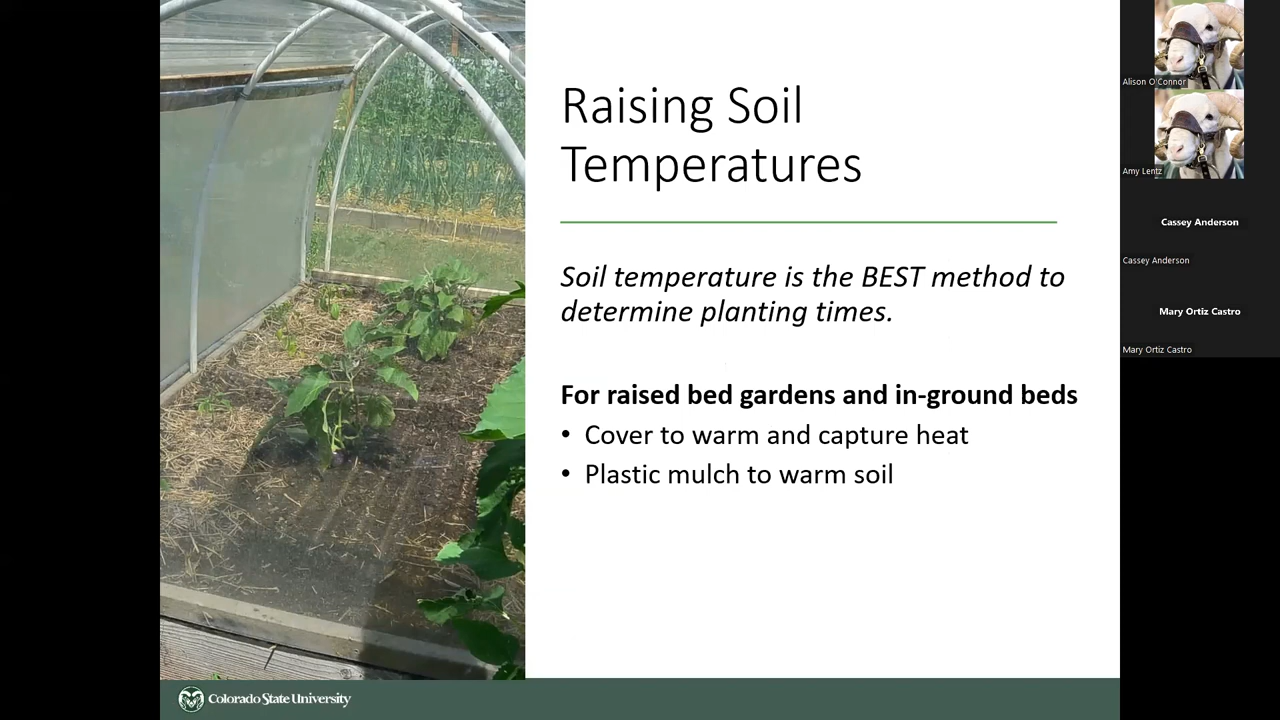 Raising Soil
Temperatures
Soil temperature is the BEST method to
determine planting times.
For raised bed gardens and in-ground beds
• Cover to warm and capture heat
• Plastic mulch to warm soil
Colorado State University
Alison O'Connor
Amy Lentz
Cassey Anderson
Cassey Anderson
Mary Ortiz Castro
Mary Ortiz Castro